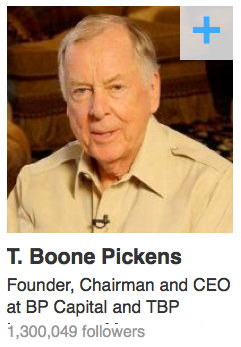 T. Boone Pickens
Founder, Chairman and CEO
at BP Capital and TBP
1,300,049 followers